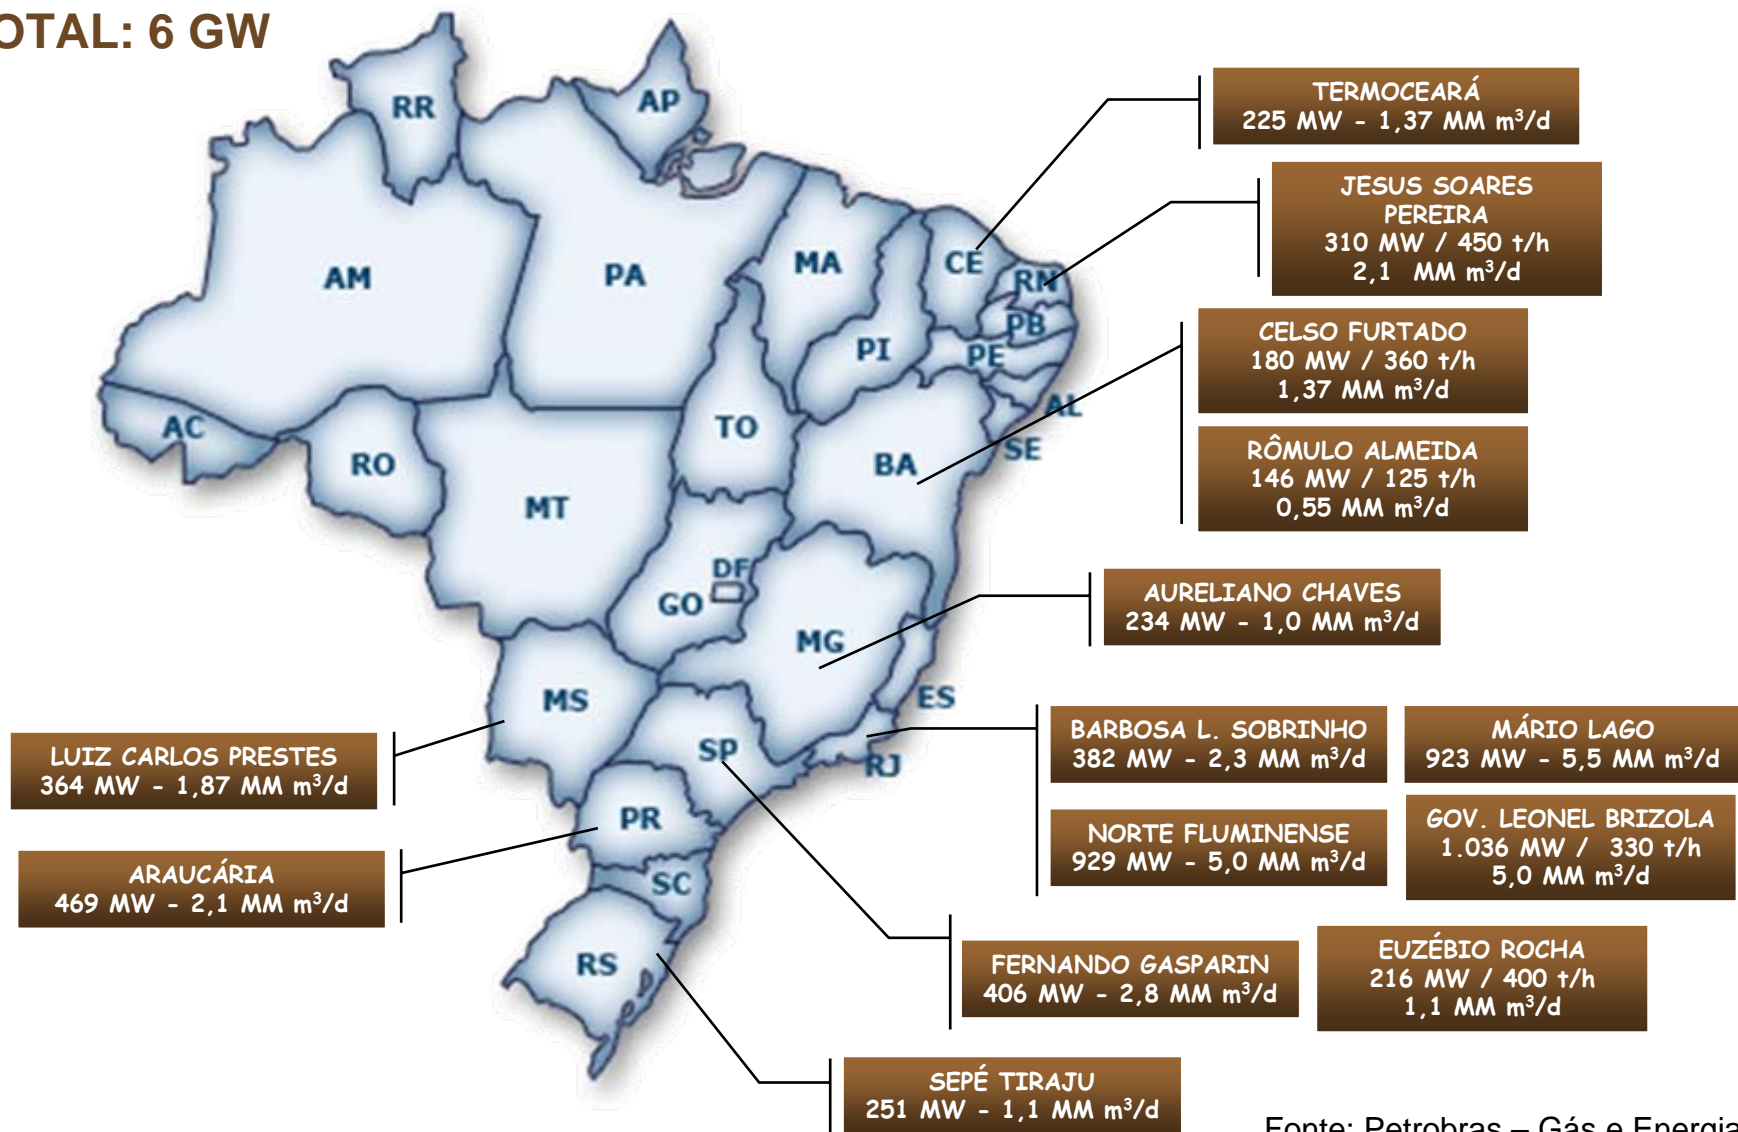 OTAL: 6 GW
RR
AP
AM
PA
MA
CE
RN
PB
PE
PI
AL
SE
AC
RO
TO
BA
MT
DF
GO
MG
ES
MS
SP
RJ
PR
SC
RS
TERMOCEARÁ
225 MW - 1,37 MM m³/d
JESUS SOARES
PEREIRA
310 MW / 450 t/h
2,1 MM m³/d
CELSO FURTADO
180 MW / 360 t/h
1,37 MM m³/d
RÔMULO ALMEIDA
146 MW / 125 t/h
0,55 MM m³/d
AURELIANO CHAVES
234 MW - 1,0 MM m³/d
BARBOSA L. SOBRINHO
382 MW - 2,3 MM m³/d
MÁRIO LAGO
923 MW - 5,5 MM m³/d
NORTE FLUMINENSE
929 MW - 5,0 MM m³/d
GOV. LEONEL BRIZOLA
1.036 MW / 330 t/h
5,0 MM m³/d
LUIZ CARLOS PRESTES
364 MW - 1,87 MM m³/d
ARAUCÁRIA
469 MW - 2,1 MM m³/d
FERNANDO GASPARIN
406 MW - 2,8 MM m³/d
EUZÉBIO ROCHA
216 MW / 400 t/h
1,1 MM m³/d
SEPÉ TIRAJU
251 MW - 1,1 MM m³/d
Fonte: Petrobras – Gás e Energia